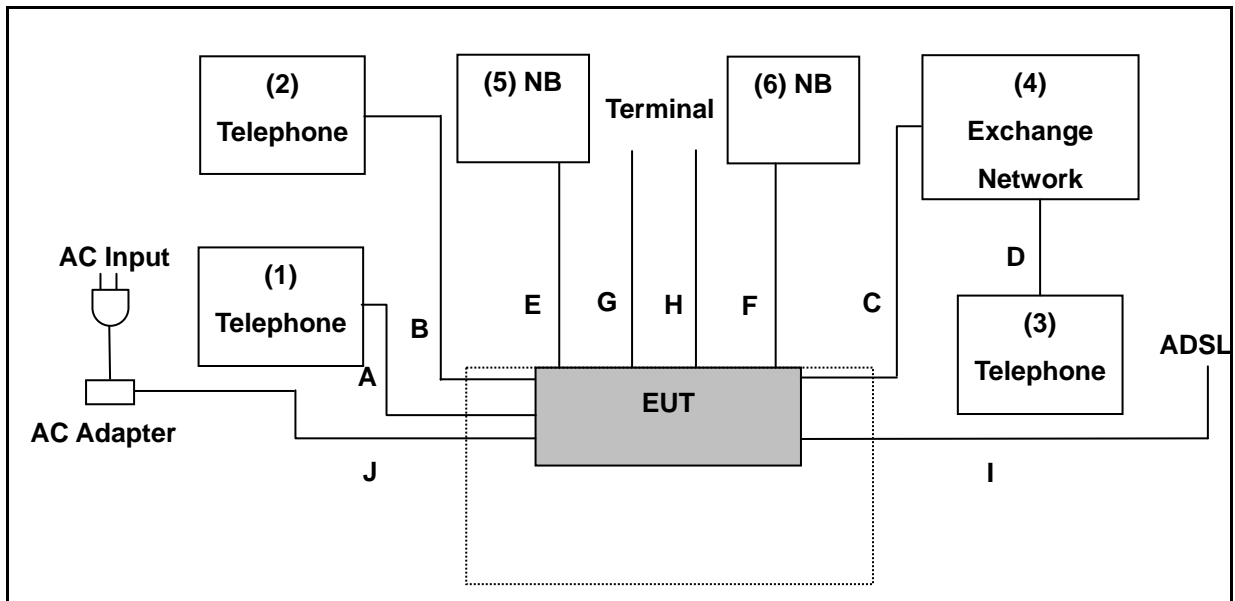 (2)
Telephone
(5) NB
Terminal
(6) NB
(4)
Exchange
Network
AC Input
(1)
Telephone
D
E
G
H
F
C
B
(3)
Telephone
ADSL
A
EUT
AC Adapter
J
I